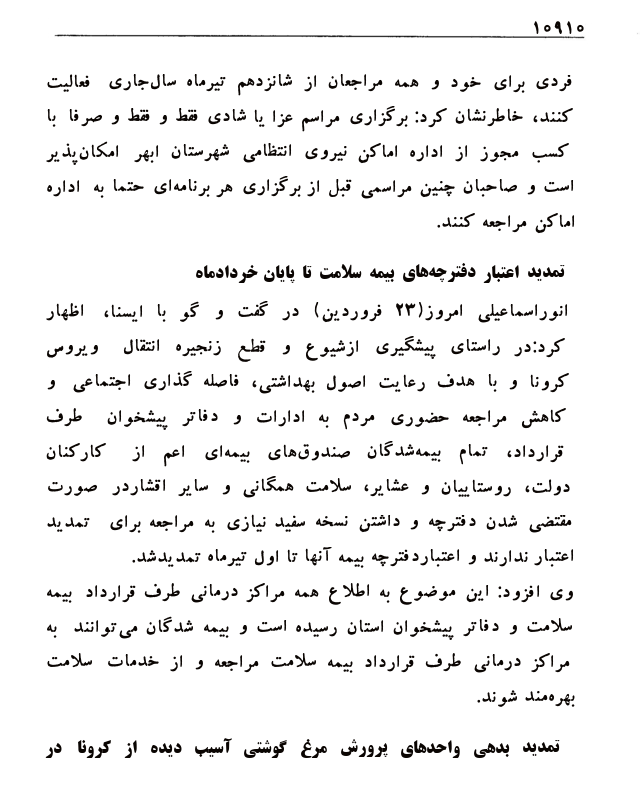 ۱۰۹۱۰
فردی برای خود و همه مراجعان از شانزدهم تیرماه سال‌جاری فعالیت
کنند، خاطرنشان کرد: برگزاری مراسم عزا یا شادی فقط و فقط و صرفا با
کسب مجوز از اداره اماکن نیروی انتظامی شهرستان ابهر امکان‌پذیر
است و صاحبان چنین مراسمی قبل از برگزاری هر برنامه‌ای حتما به اداره
اماکن مراجعه کنند.
تمدید اعتبار دفترچه‌های بیمه سلامت تا پایان خردادماه
انوراسماعیلی امروز(۲۳ فروردین) در گفت و گو با ایسنا، اظهار
کرد:در راستای پیشگیری ازشیوع و قطع زنجیره انتقال ویروس
کرونا و با هدف رعایت اصول بهداشتی، فاصله گذاری اجتماعی و
کاهش مراجعه حضوری مردم به ادارات و دفاتر پیشخوان طرف
قرارداد، تمام بیمه‌شدگان صندوق‌های بیمه‌ای اعم از کارکنان
دولت، روستاییان و عشایر، سلامت همگانی و سایر اقشاردر صورت
مقتضی شدن دفترچه و داشتن نسخه سفید نیازی به مراجعه برای تمدید
اعتبار ندارند و اعتباردفترچه بیمه آنها تا اول تیرماه تمدیدشد.
وی افزود: این موضوع به اطلاع همه مراکز درمانی طرف قرارداد بیمه
سلامت و دفاتر پیشخوان استان رسیده است و بیمه شدگان می‌توانند به
مراکز درمانی طرف قرارداد بیمه سلامت مراجعه و از خدمات سلامت
بهره‌مند شوند.
تمدید بدهی واحدهای پرورش مرغ گوشتی آسیب دیده از کرونا در